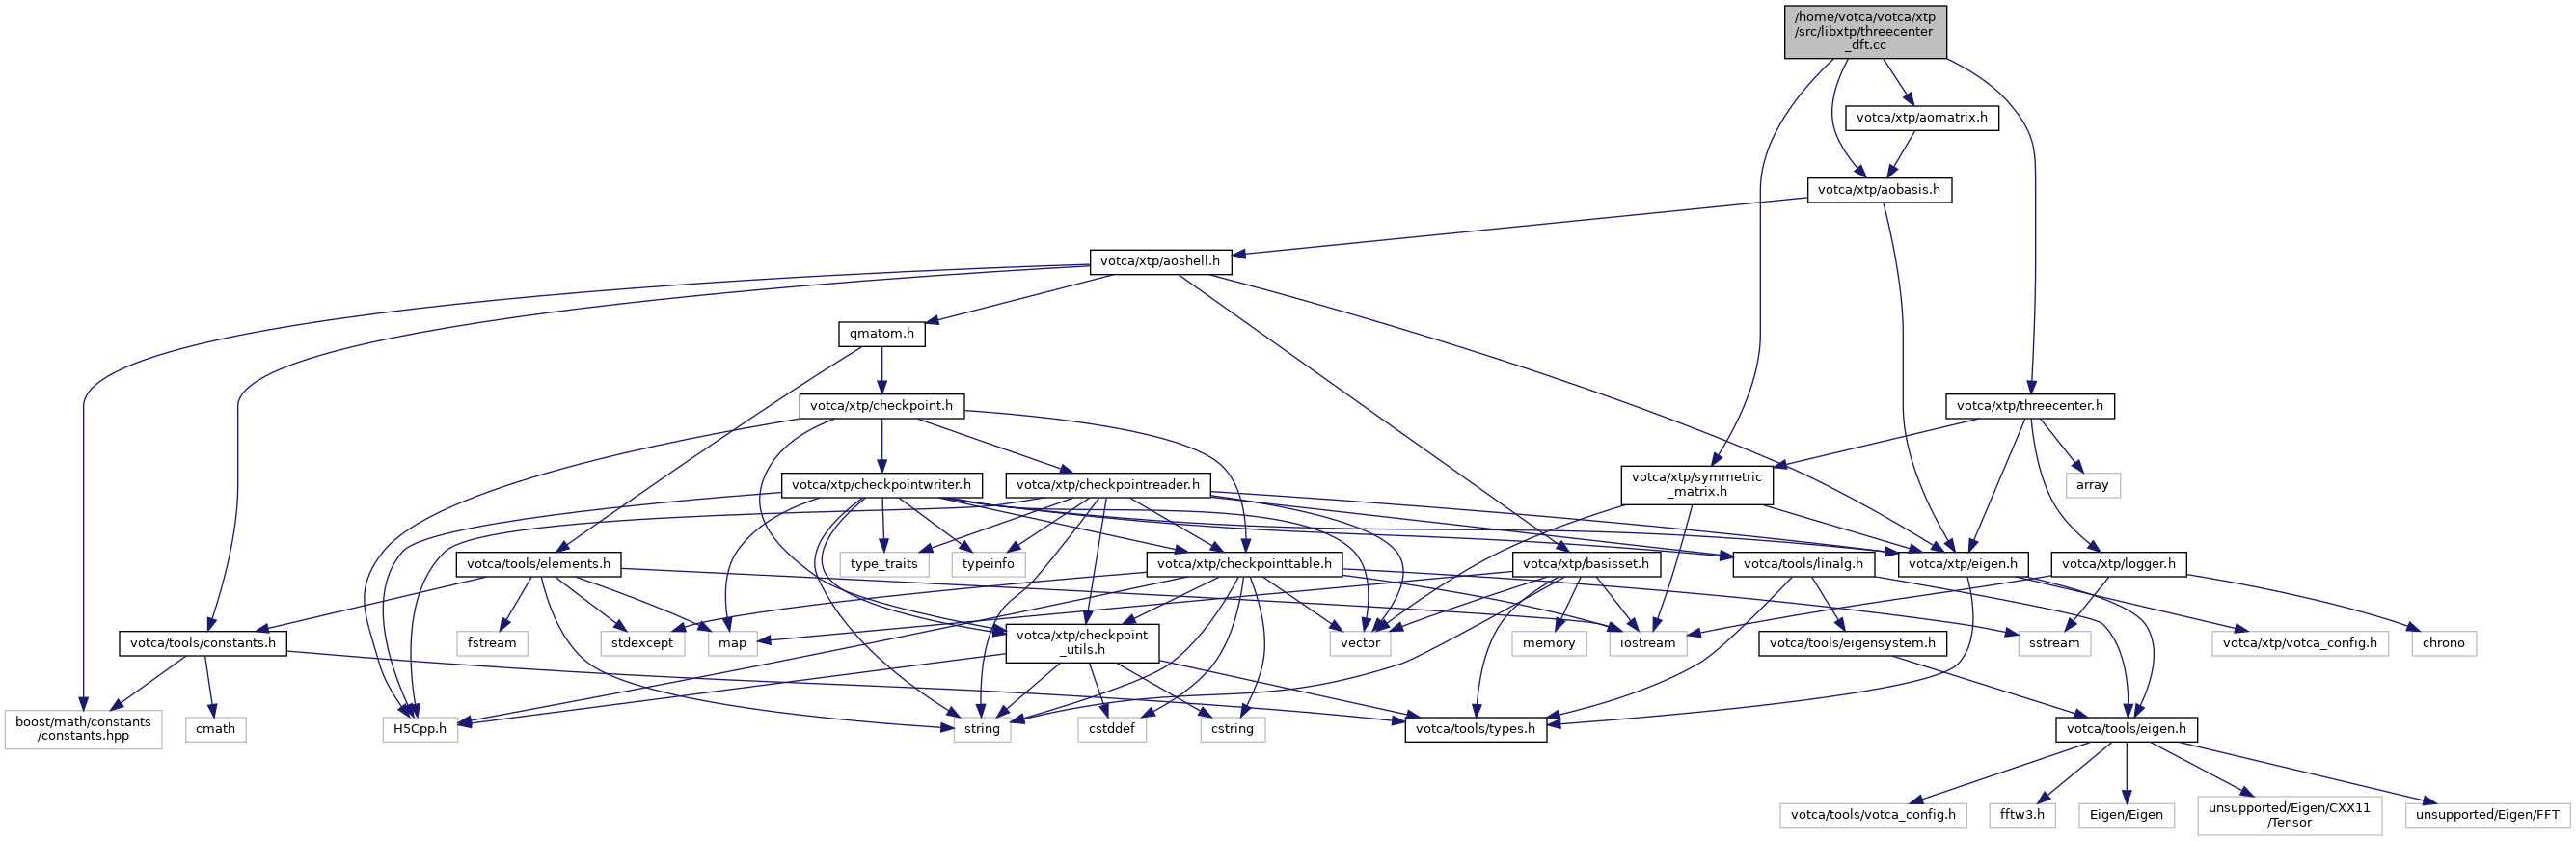 /home/votca/votca/xtp
/src/libxtp/threecenter
_dft.cc
votca/xtp/aomatrix.h
votca/xtp/aobasis.h
votca/xtp/aoshell.h
qmatom.h
votca/xtp/checkpoint.h
votca/xtp/threecenter.h
votca/xtp/checkpointwriter.h
votca/xtp/checkpointreader.h
votca/xtp/symmetric
_matrix.h
array
votca/tools/elements.h
type_traits
typeinfo
votca/xtp/checkpointtable.h
votca/xtp/basisset.h
votca/tools/linalg.h
votca/xtp/eigen.h
votca/xtp/logger.h
votca/tools/constants.h
fstream
stdexcept
map
votca/xtp/checkpoint
_utils.h
vector
memory
iostream
votca/tools/eigensystem.h
sstream
votca/xtp/votca_config.h
chrono
boost/math/constants
/constants.hpp
cmath
H5Cpp.h
string
cstddef
cstring
votca/tools/types.h
votca/tools/eigen.h
votca/tools/votca_config.h
fftw3.h
Eigen/Eigen
unsupported/Eigen/CXX11
/Tensor
unsupported/Eigen/FFT